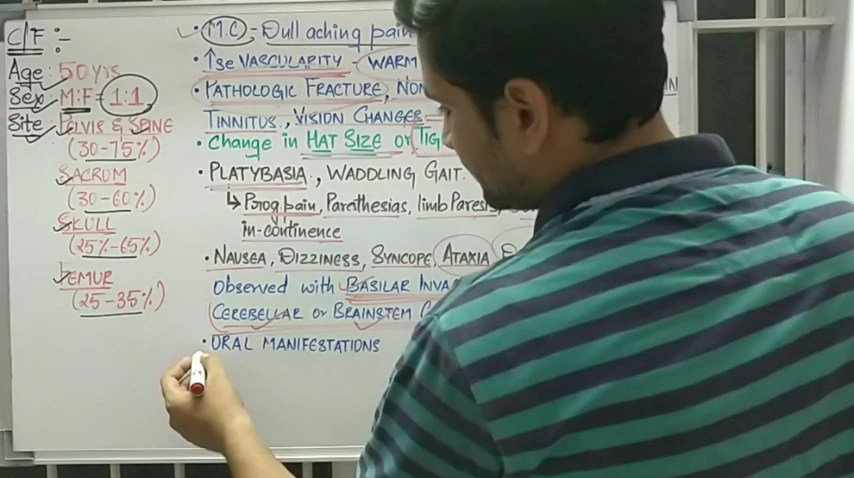 C/F :-
Age : 50 yrs
Sex : M:F = 1:1
Site : PELVIS & SPINE
(30-75%)
SACRUM
(30-60%)
SKULL
(25%-65%)
FEMUR
(25-35%)
• M.C - Dull aching pain
• ↑se VASCULARITY - WARM
• PATHOLOGIC FRACTURE, NON
TINNITUS, VISION CHANGES
• Change in HAT SIZE or TIG
• PLATYBASIA, WADDLING GAIT.
↳ Prog. pain, Parathesias, limb Paresis,
in-continence
• NAUSEA, DIZZINESS, SYNCOPE, ATAXIA,
Observed with BASILAR INVA
CEREBELLAR or BRAINSTEM
• ORAL MANIFESTATIONS